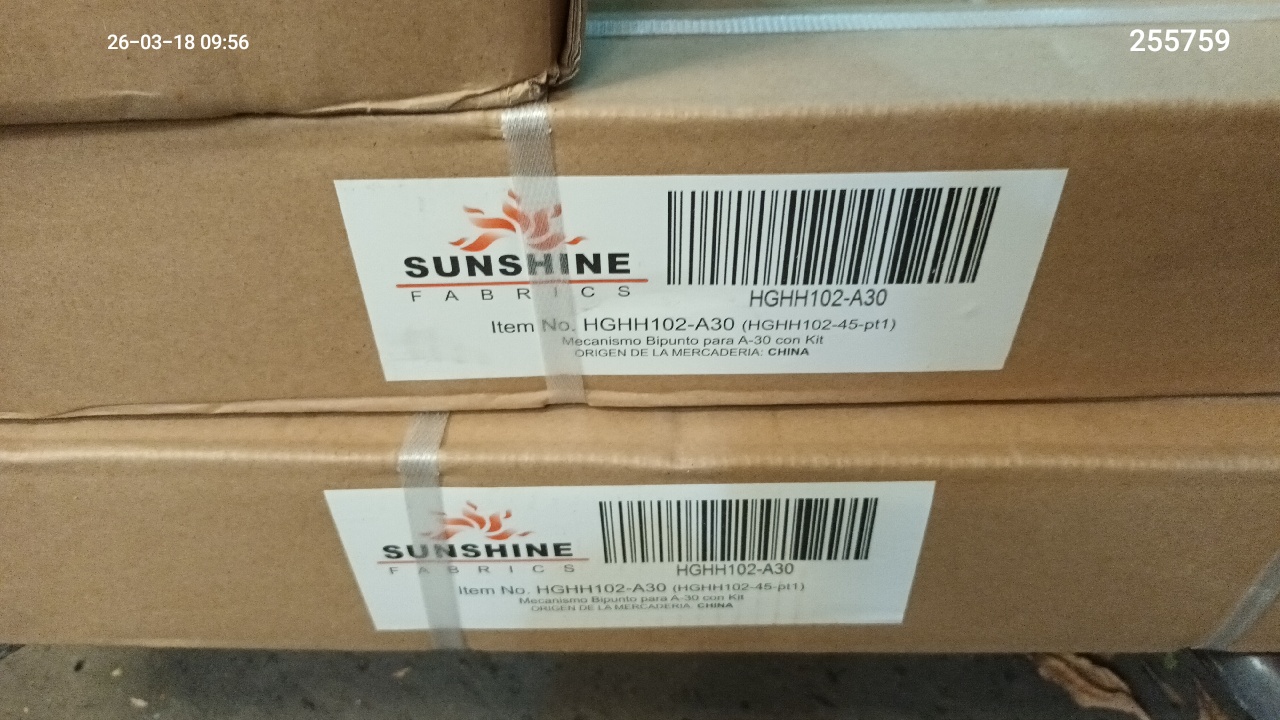 26-03-18 09:56
255759
SUNSHINE
FABRICS
HGHH102-A30
Item No. HGHH102-A30 (HGHH102-45-pt1)
Mecanismo Bipunto para A-30 con Kit
ORIGEN DE LA MERCADERIA: CHINA
SUNSHINE
FABRICS
HGHH102-A30
Item No. HGHH102-A30 (HGHH102-45-pt1)
Mecanismo Bipunto para A-30 con Kit
ORIGEN DE LA MERCADERIA: CHINA